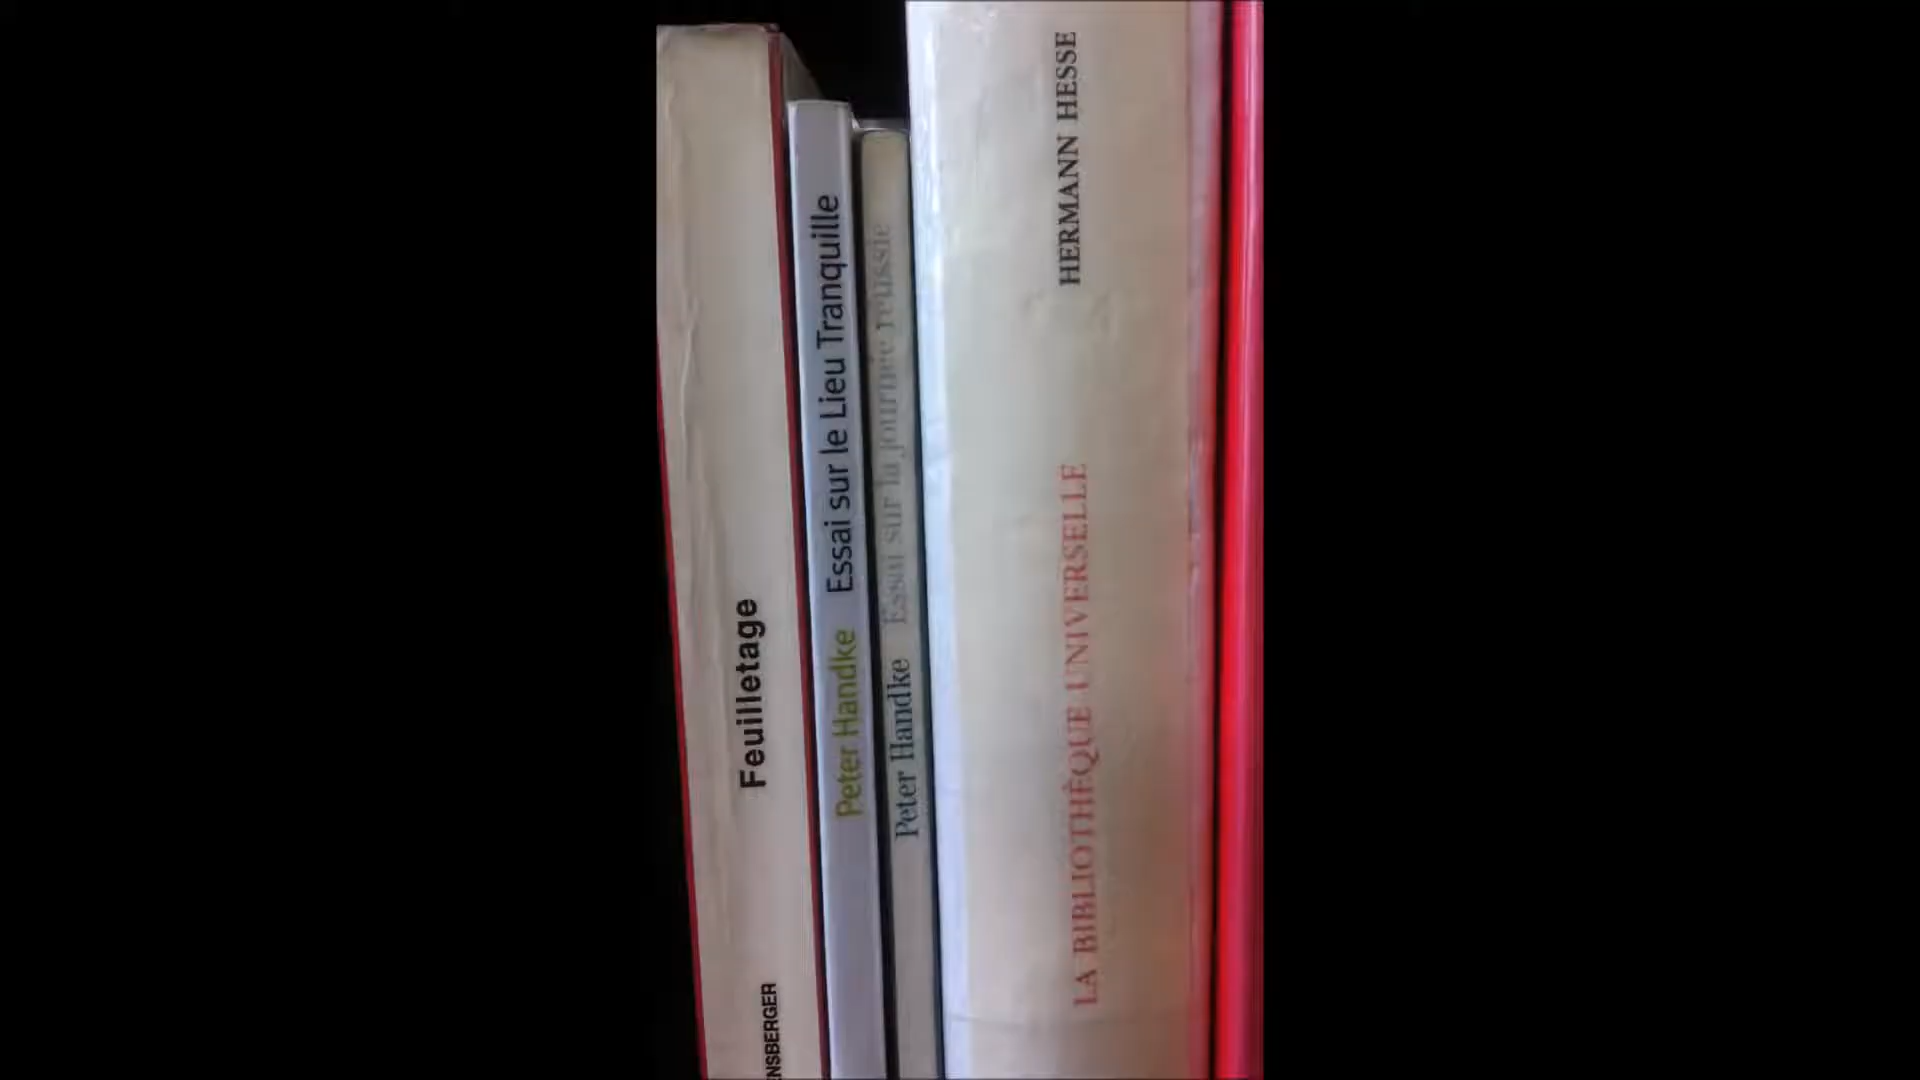 ENSBERGER Feuilletage
Peter Handke Essai sur le Lieu Tranquille
Peter Handke Essai sur la journée réussie
LA BIBLIOTHÈQUE UNIVERSELLE HERMANN HESSE